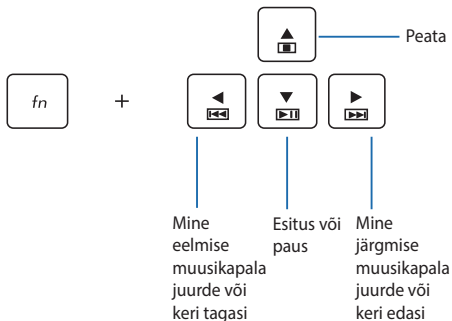 Peata
fn
+
Mine
eelmise
muusikapala
juurde või
keri tagasi
Esitus või
paus
Mine
järgmise
muusikapala
juurde või
keri edasi